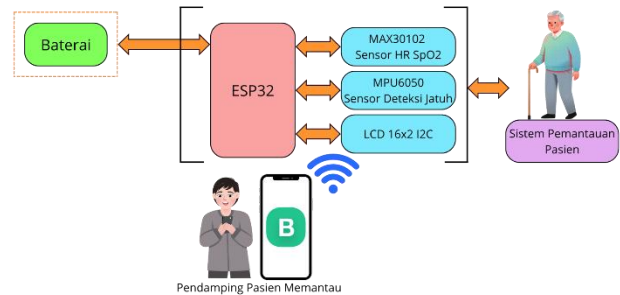 Baterai
ESP32
MAX30102
Sensor HR SpO2
MPU6050
Sensor Deteksi Jatuh
LCD 16x2 I2C
Sistem Pemantauan
Pasien
B
Pendamping Pasien Memantau